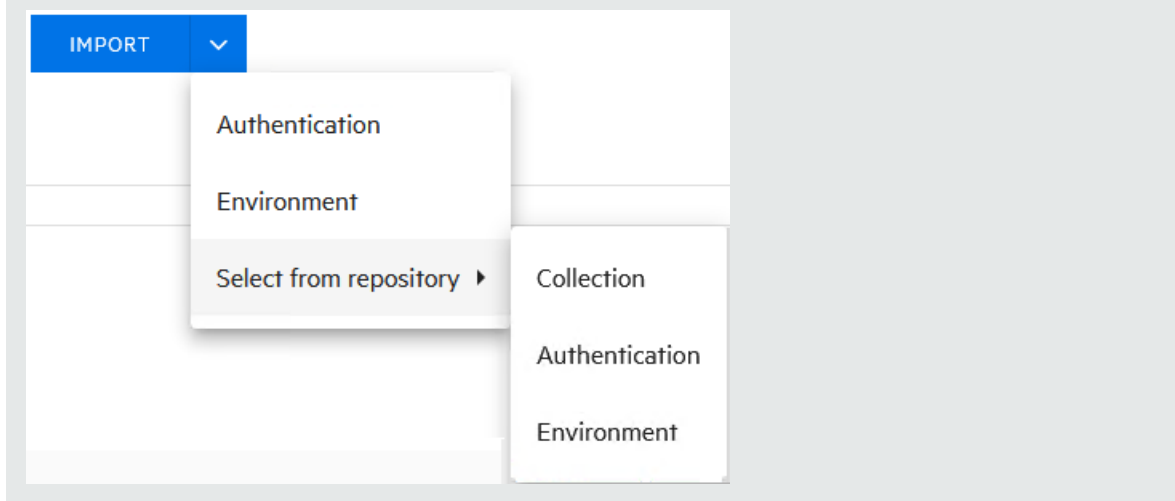 IMPORT
Authentication
Environment
Select from repository
Collection
Authentication
Environment